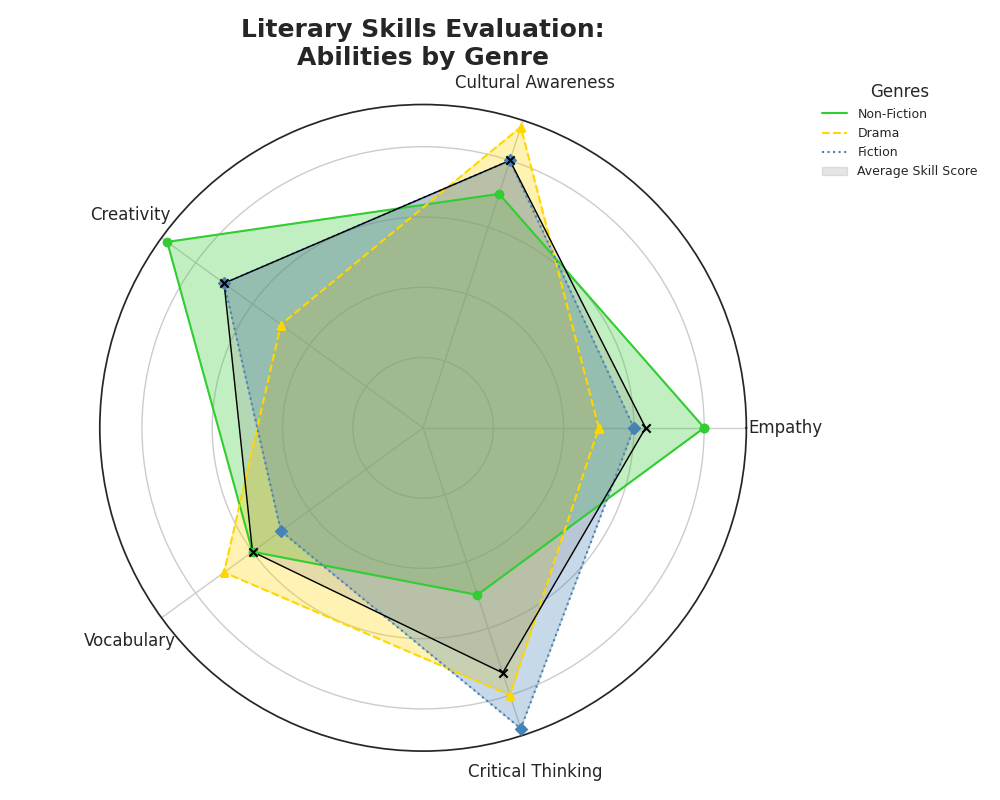 Literary Skills Evaluation:
Abilities by Genre
Cultural Awareness
Genres
Non-Fiction
Drama
Fiction
Average Skill Score
Creativity
Empathy
Vocabulary
Critical Thinking